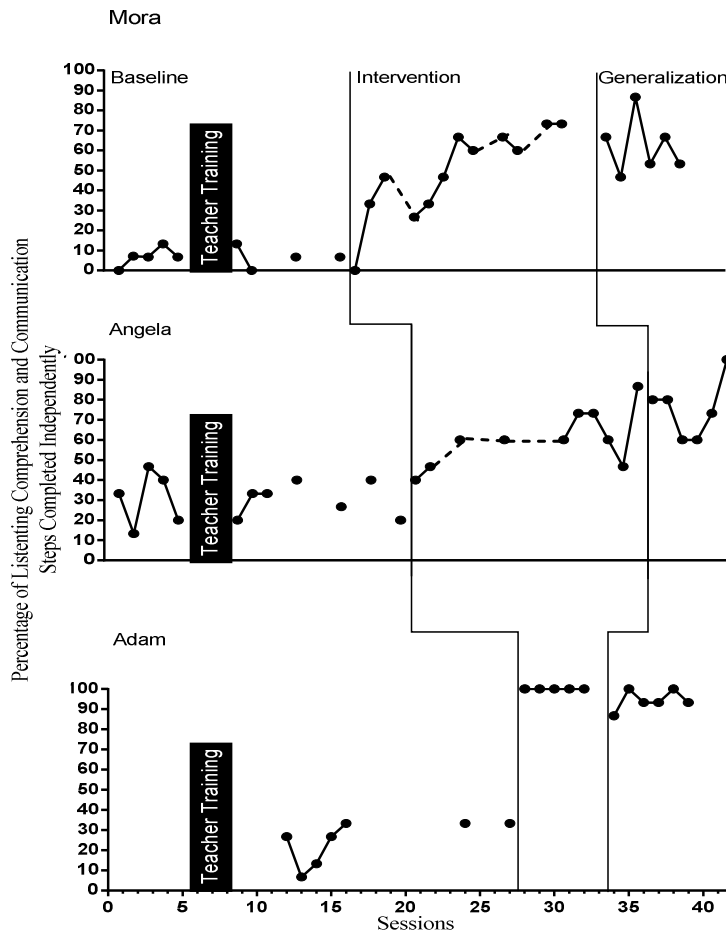 Mora
Baseline
Intervention
Generalization
100
90
80
70
60
50
40
30
20
10
0
Teacher Training
Percentage of Listenting Comprehension and Communication
Steps Completed Independently
Angela
00
90
80
70
60
50
40
30
20
10
0
Teacher Training
Adam
100
90
80
70
60
50
40
30
20
10
0
Teacher Training
0 5 10 15 20 25 30 35 40
Sessions